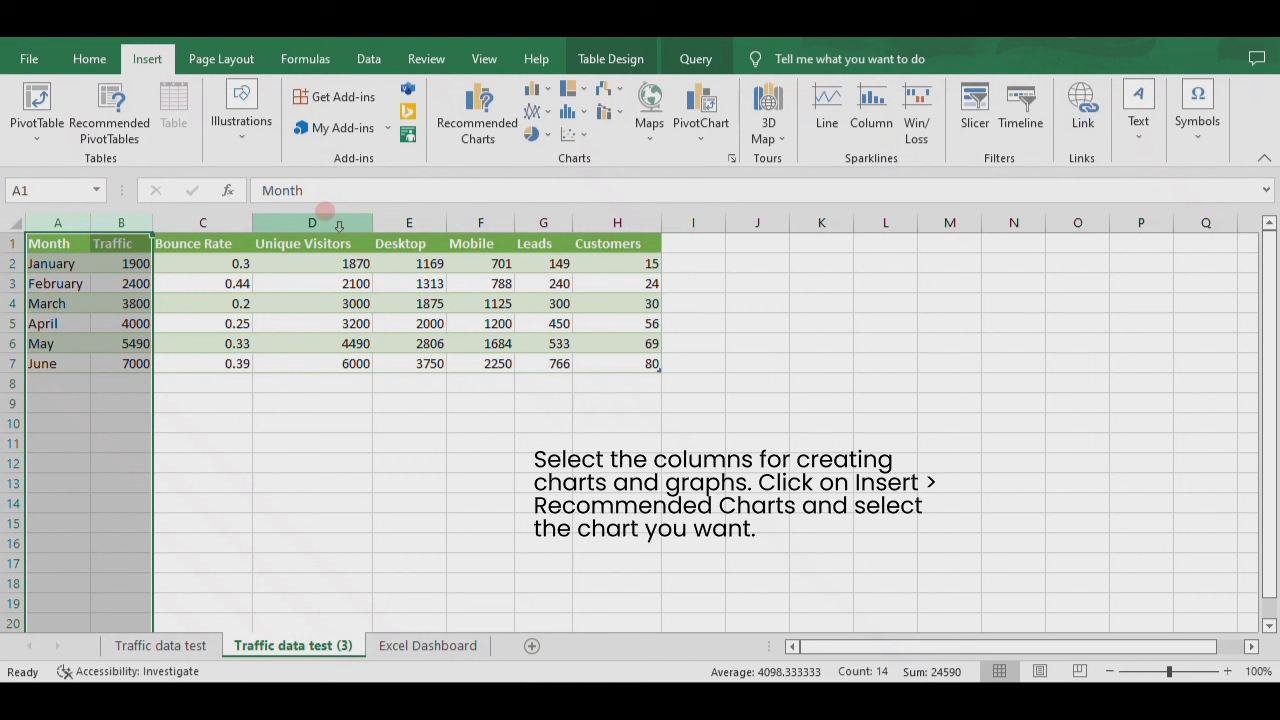 File Home Insert Page Layout Formulas Data Review View Help Table Design Query Tell me what you want to do
PivotTable Recommended PivotTables Table
Tables
Illustrations
Get Add-ins
My Add-ins
Add-ins
Recommended Charts
Maps
PivotChart
Charts
3D Map
Tours
Line Column Win/Loss
Sparklines
Slicer Timeline
Filters
Link
Links
Text
Symbols
A1 fx Month
A B C D E F G H I J K L M N O P Q
1 Month Traffic Bounce Rate Unique Visitors Desktop Mobile Leads Customers
2 January 1900 0.3 1870 1169 701 149 15
3 February 2400 0.44 2100 1313 788 240 24
4 March 3800 0.2 3000 1875 1125 300 30
5 April 4000 0.25 3200 2000 1200 450 56
6 May 5490 0.33 4490 2806 1684 533 69
7 June 7000 0.39 6000 3750 2250 766 80
8
9
10
11
12
13
14
15
16
17
18
19
20
Select the columns for creating
charts and graphs. Click on Insert >
Recommended Charts and select
the chart you want.
Traffic data test Traffic data test (3) Excel Dashboard
Ready Accessibility: Investigate Average: 4098.333333 Count: 14 Sum: 24590 100%